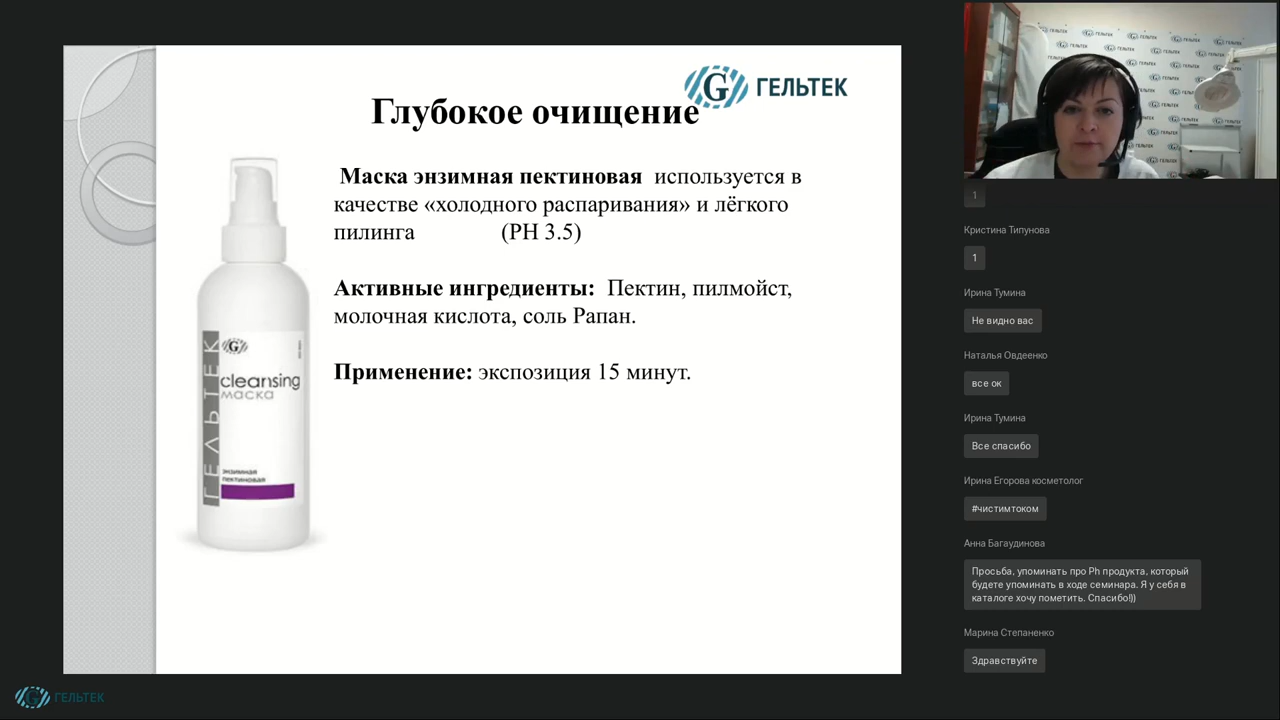 ГЕЛЬТЕК
Глубокое очищение
Маска энзимная пектиновая используется в
качестве «холодного распаривания» и лёгкого
пилинга (PH 3.5)
Активные ингредиенты: Пектин, пилмойст,
молочная кислота, соль Рапан.
Применение: экспозиция 15 минут.
G
ГЕЛЬТЕК
cleansing
маска
энзимная
пектиновая
G ГЕЛЬТЕК
1
Кристина Типунова
1
Ирина Тумина
Не видно вас
Наталья Овдеенко
все ок
Ирина Тумина
Все спасибо
Ирина Егорова косметолог
#чистимтоком
Анна Багаудинова
Просьба, упоминать про Ph продукта, который
будете упоминать в ходе семинара. Я у себя в
каталоге хочу пометить. Спасибо!))
Марина Степаненко
Здравствуйте